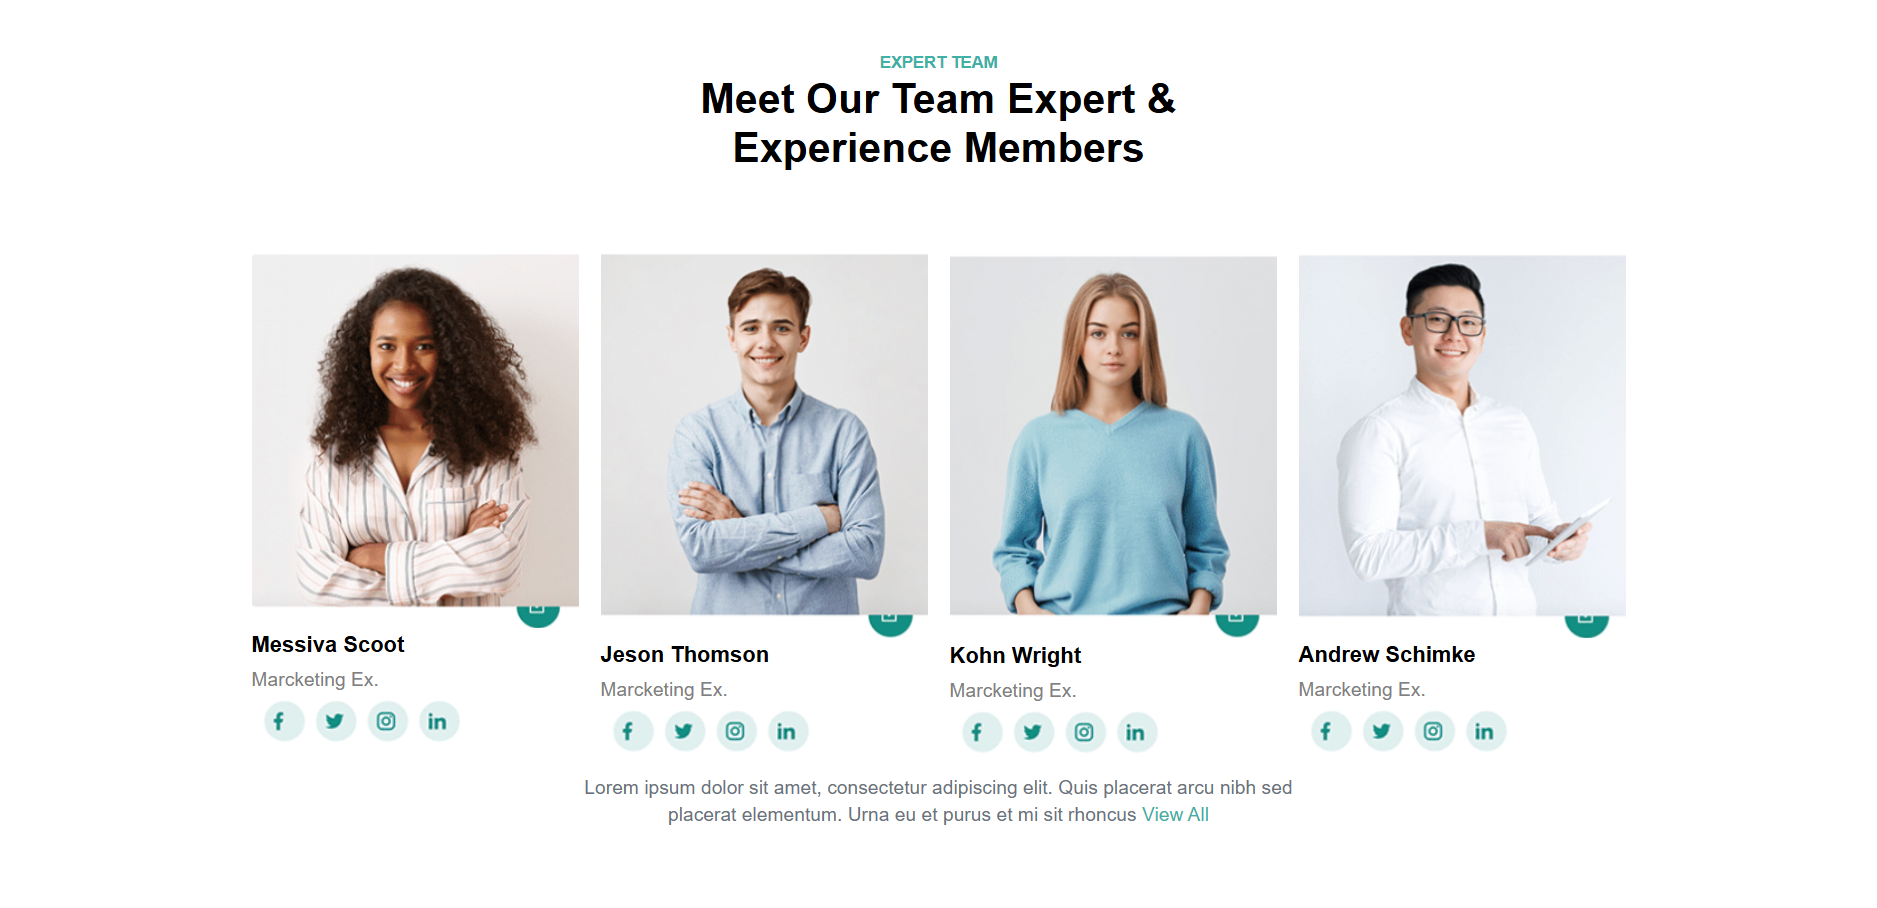 EXPERT TEAM
Meet Our Team Expert &
Experience Members
Messiva Scoot
Marcketing Ex.
Jeson Thomson
Marcketing Ex.
Kohn Wright
Marcketing Ex.
Andrew Schimke
Marcketing Ex.
Lorem ipsum dolor sit amet, consectetur adipiscing elit. Quis placerat arcu nibh sed
placerat elementum. Urna eu et purus et mi sit rhoncus View All